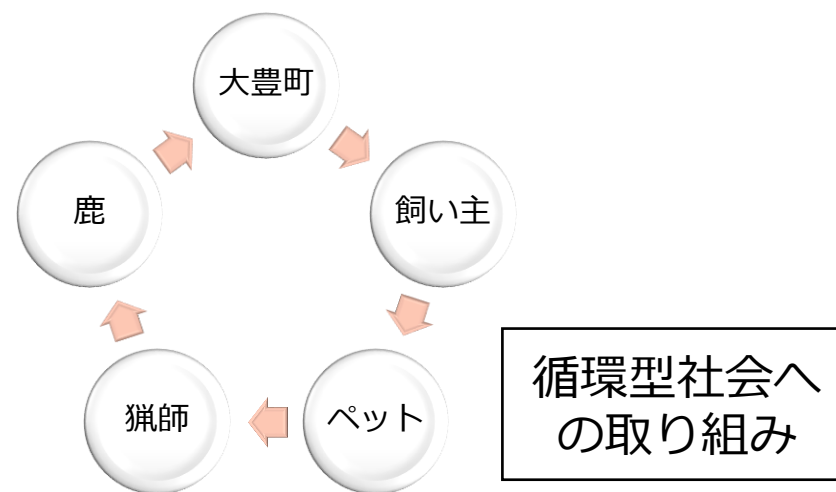 大豊町
飼い主
ペット
猟師
鹿
循環型社会へ
の取り組み